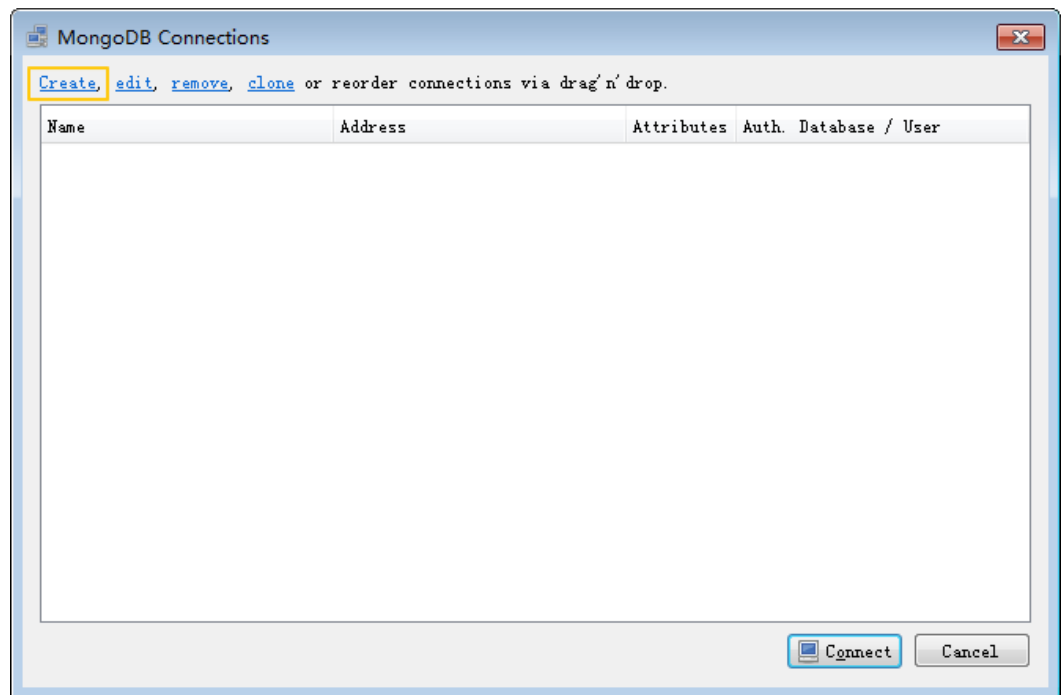 MongoDB Connections
Create, edit, remove, clone or reorder connections via drag'n'drop.
Name Address Attributes Auth. Database / User
Connect Cancel